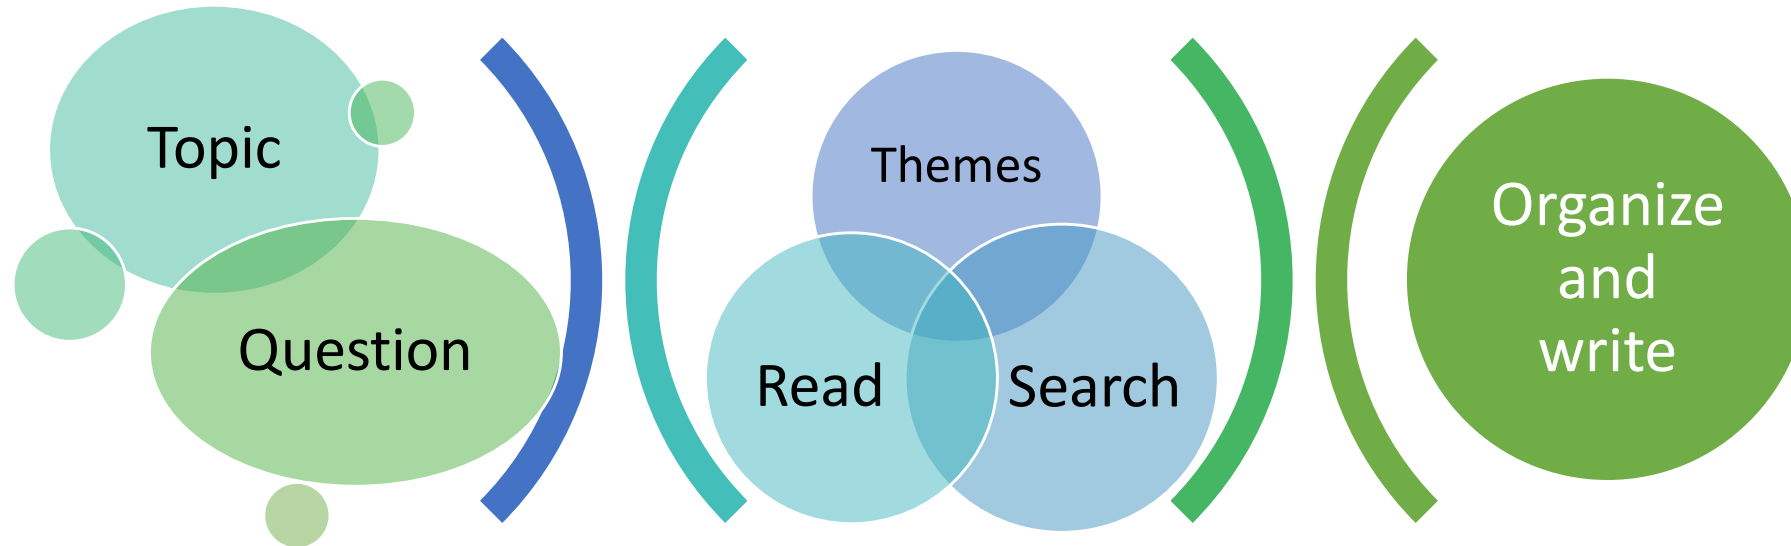 Topic
Question
Themes
Read
Search
Organize
and
write